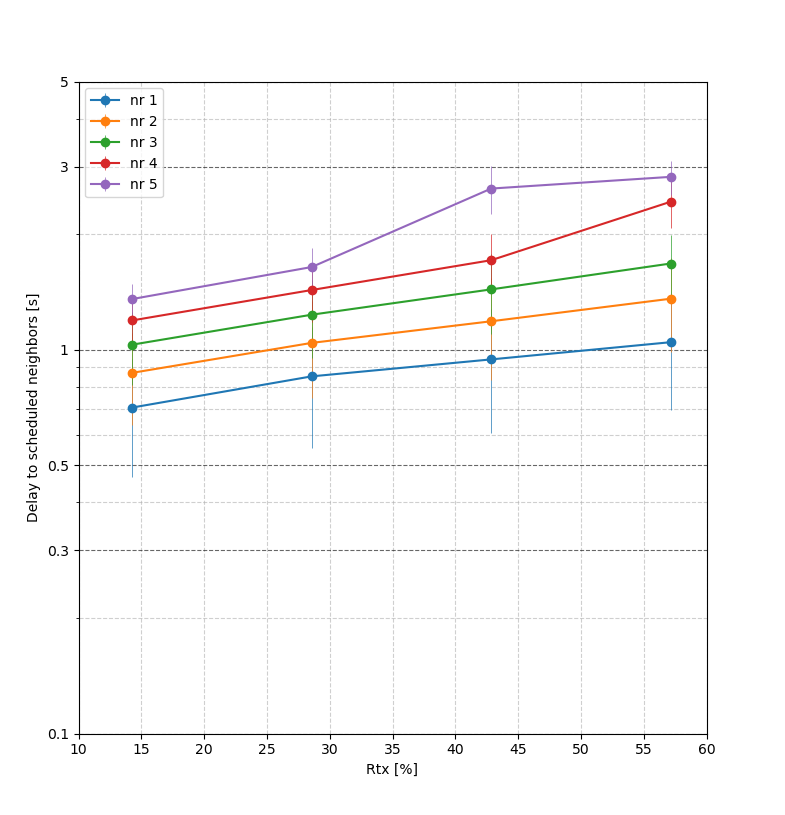 5
3
1
0.5
0.3
0.1
Delay to scheduled neighbors [s]
nr 1
nr 2
nr 3
nr 4
nr 5
10 15 20 25 30 35 40 45 50 55 60
Rtx [%]